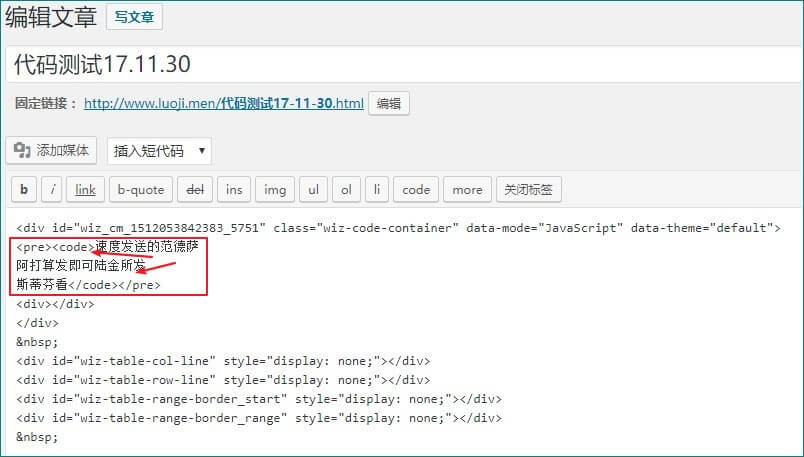 编辑文章 写文章
代码测试17.11.30
固定链接： http://www.luoji.men/代码测试17-11-30.html 编辑
添加媒体 插入短代码
b i link b-quote del ins img ul ol li code more 关闭标签
<div id="wiz_cm_1512053842383_5751" class="wiz-code-container" data-mode="JavaScript" data-theme="default">
<pre><code>速度发送的范德萨
阿打算发即可陆金所发
斯蒂芬看</code></pre>
<div></div>
</div>
&nbsp;
<div id="wiz-table-col-line" style="display: none;"></div>
<div id="wiz-table-row-line" style="display: none;"></div>
<div id="wiz-table-range-border_start" style="display: none;"></div>
<div id="wiz-table-range-border_range" style="display: none;"></div>
&nbsp;